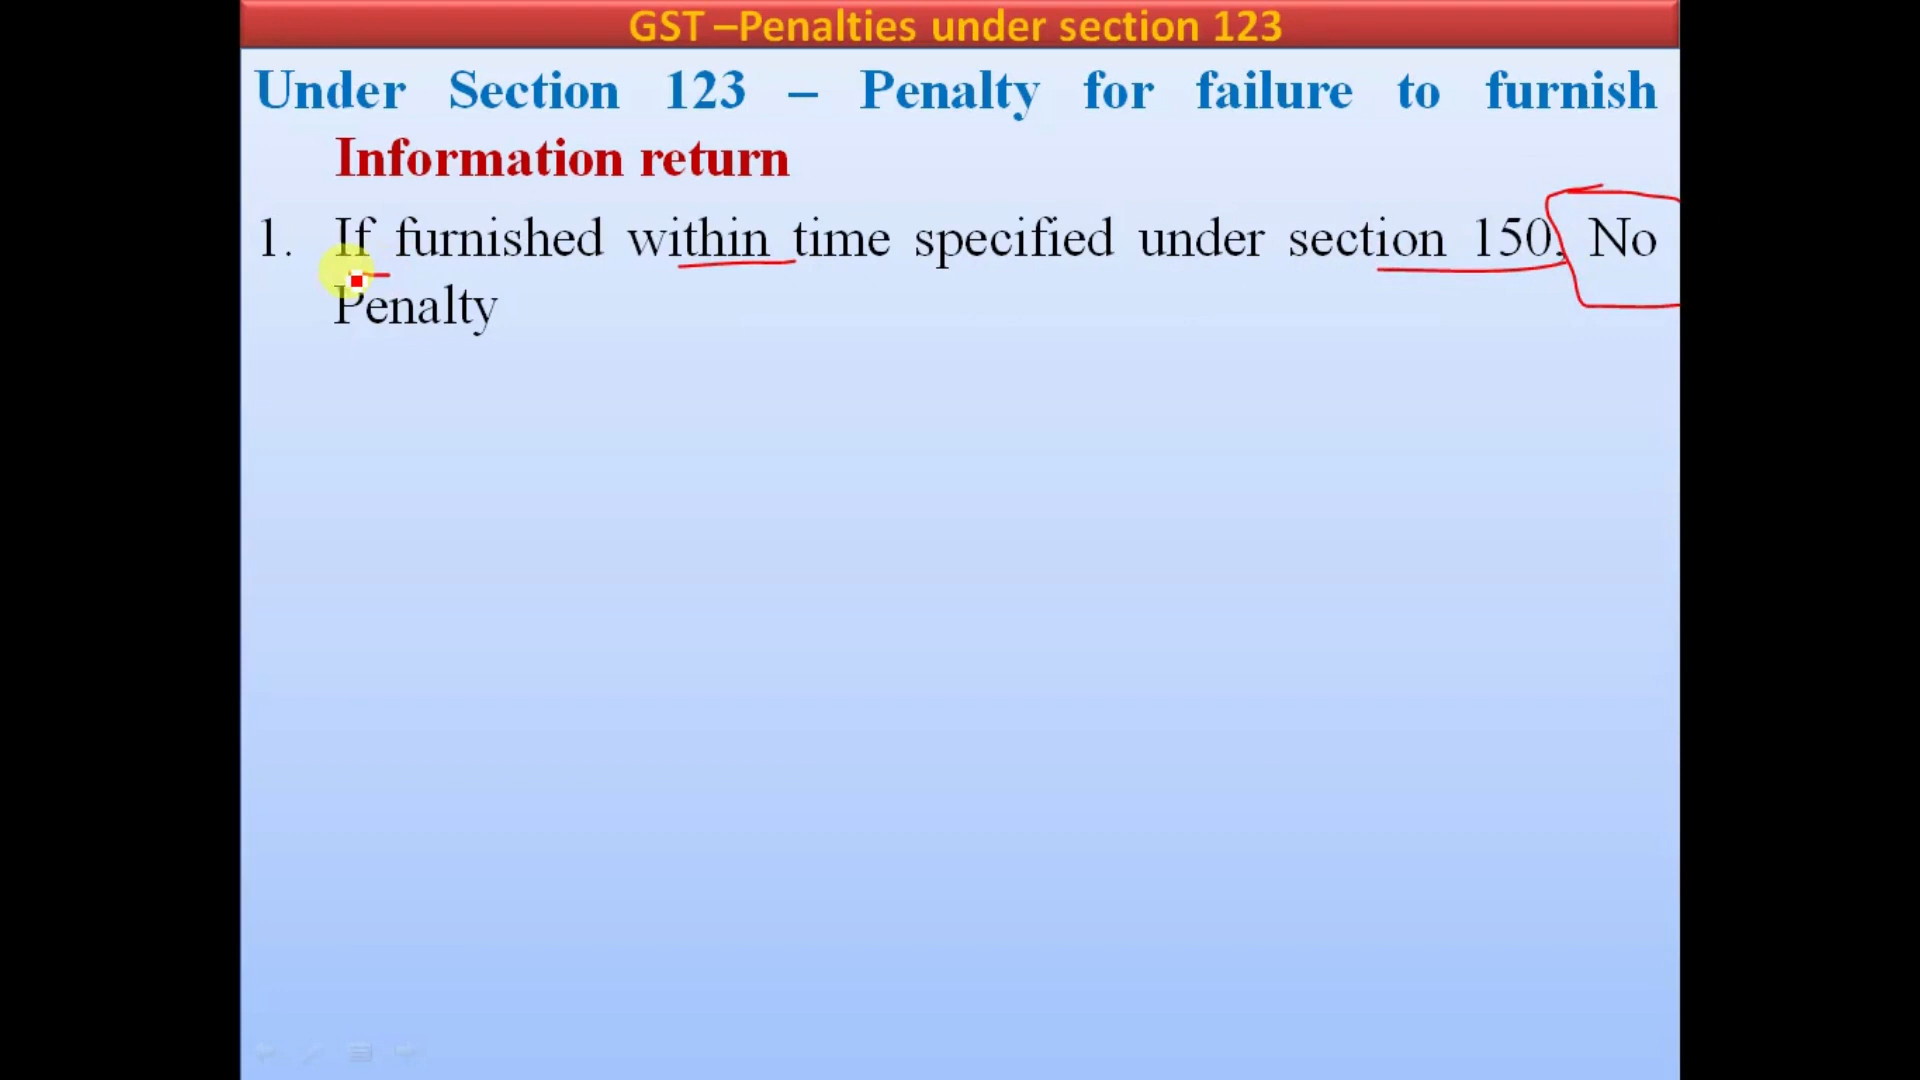 GST –Penalties under section 123
Under Section 123 – Penalty for failure to furnish
Information return
1. If furnished within time specified under section 150, No
Penalty